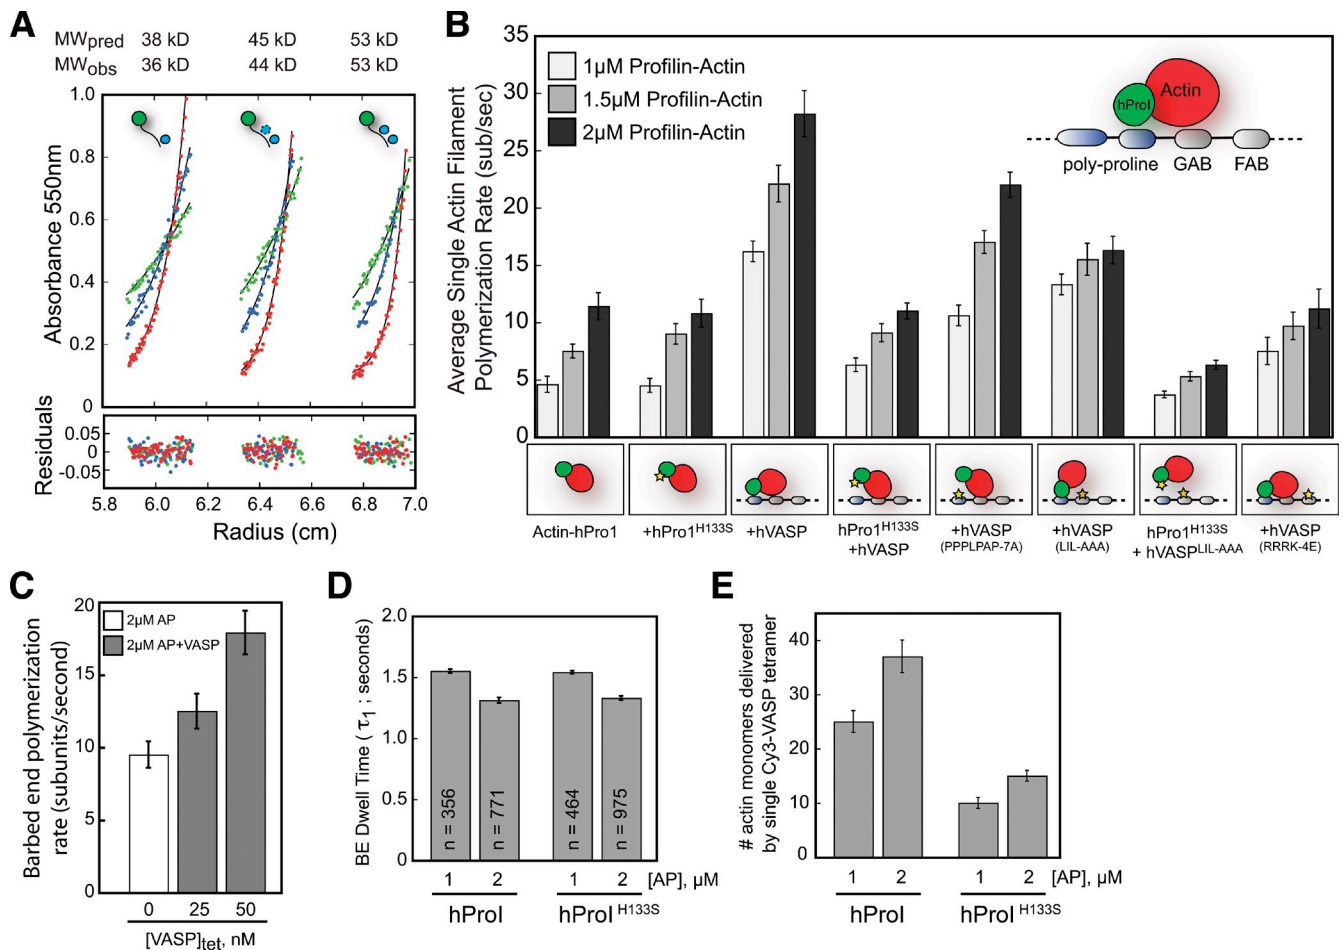 A
MWpred 38 kD 45 kD 53 kD
MWobs 36 kD 44 kD 53 kD
1.0
0.8
0.6
0.4
0.2
0
Absorbance 550nm
0.05
0
-0.05
Residuals
5.8 6.0 6.2 6.4 6.6 6.8 7.0
Radius (cm)
B
35
30
25
20
15
10
5
0
Average Single Actin Filament
Polymerization Rate (sub/sec)
1µM Profilin-Actin
1.5µM Profilin-Actin
2µM Profilin-Actin
hProI
Actin
poly-proline GAB FAB
Actin-hPro1
+hPro1H133S
+hVASP
hPro1H133S
+hVASP
+hVASP
(PPPLPAP-7A)
+hVASP
(LIL-AAA)
hPro1H133S
+ hVASPLIL-AAA
+hVASP
(RRRK-4E)
C
20
15
10
5
0
Barbed end polymerization
rate (subunits/second)
2µM AP
2µM AP+VASP
0 25 50
[VASP]tet, nM
D
2.0
1.5
1.0
0.5
0
BE Dwell Time (τ1; seconds)
n = 356
n = 771
n = 464
n = 975
1 2 1 2 [AP], µM
hProI hProI H133S
E
40
30
20
10
0
# actin monomers delivered
by single Cy3-VASP tetramer
1 2 1 2 [AP], µM
hProI hProI H133S